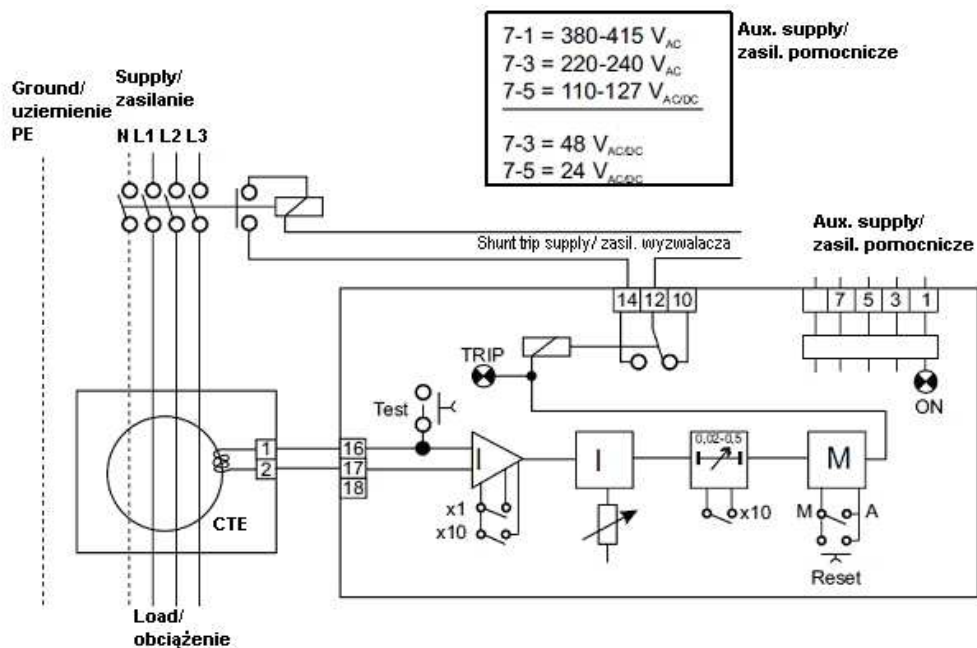 7-1 = 380-415 VAC
7-3 = 220-240 VAC
7-5 = 110-127 VAC/DC
7-3 = 48 VAC/DC
7-5 = 24 VAC/DC
Aux. supply/
zasil. pomocnicze
Ground/
uziemienie
PE
Supply/
zasilanie
N L1 L2 L3
Shunt trip supply/ zasil. wyzwalacza
Aux. supply/
zasil. pomocnicze
14 12 10
7 5 3 1
TRIP
ON
Test
1
2
16
17
18
CTE
I
I
0,02-0,5
M
x1
x10
x10
M A
Reset
Load/
obciążenie